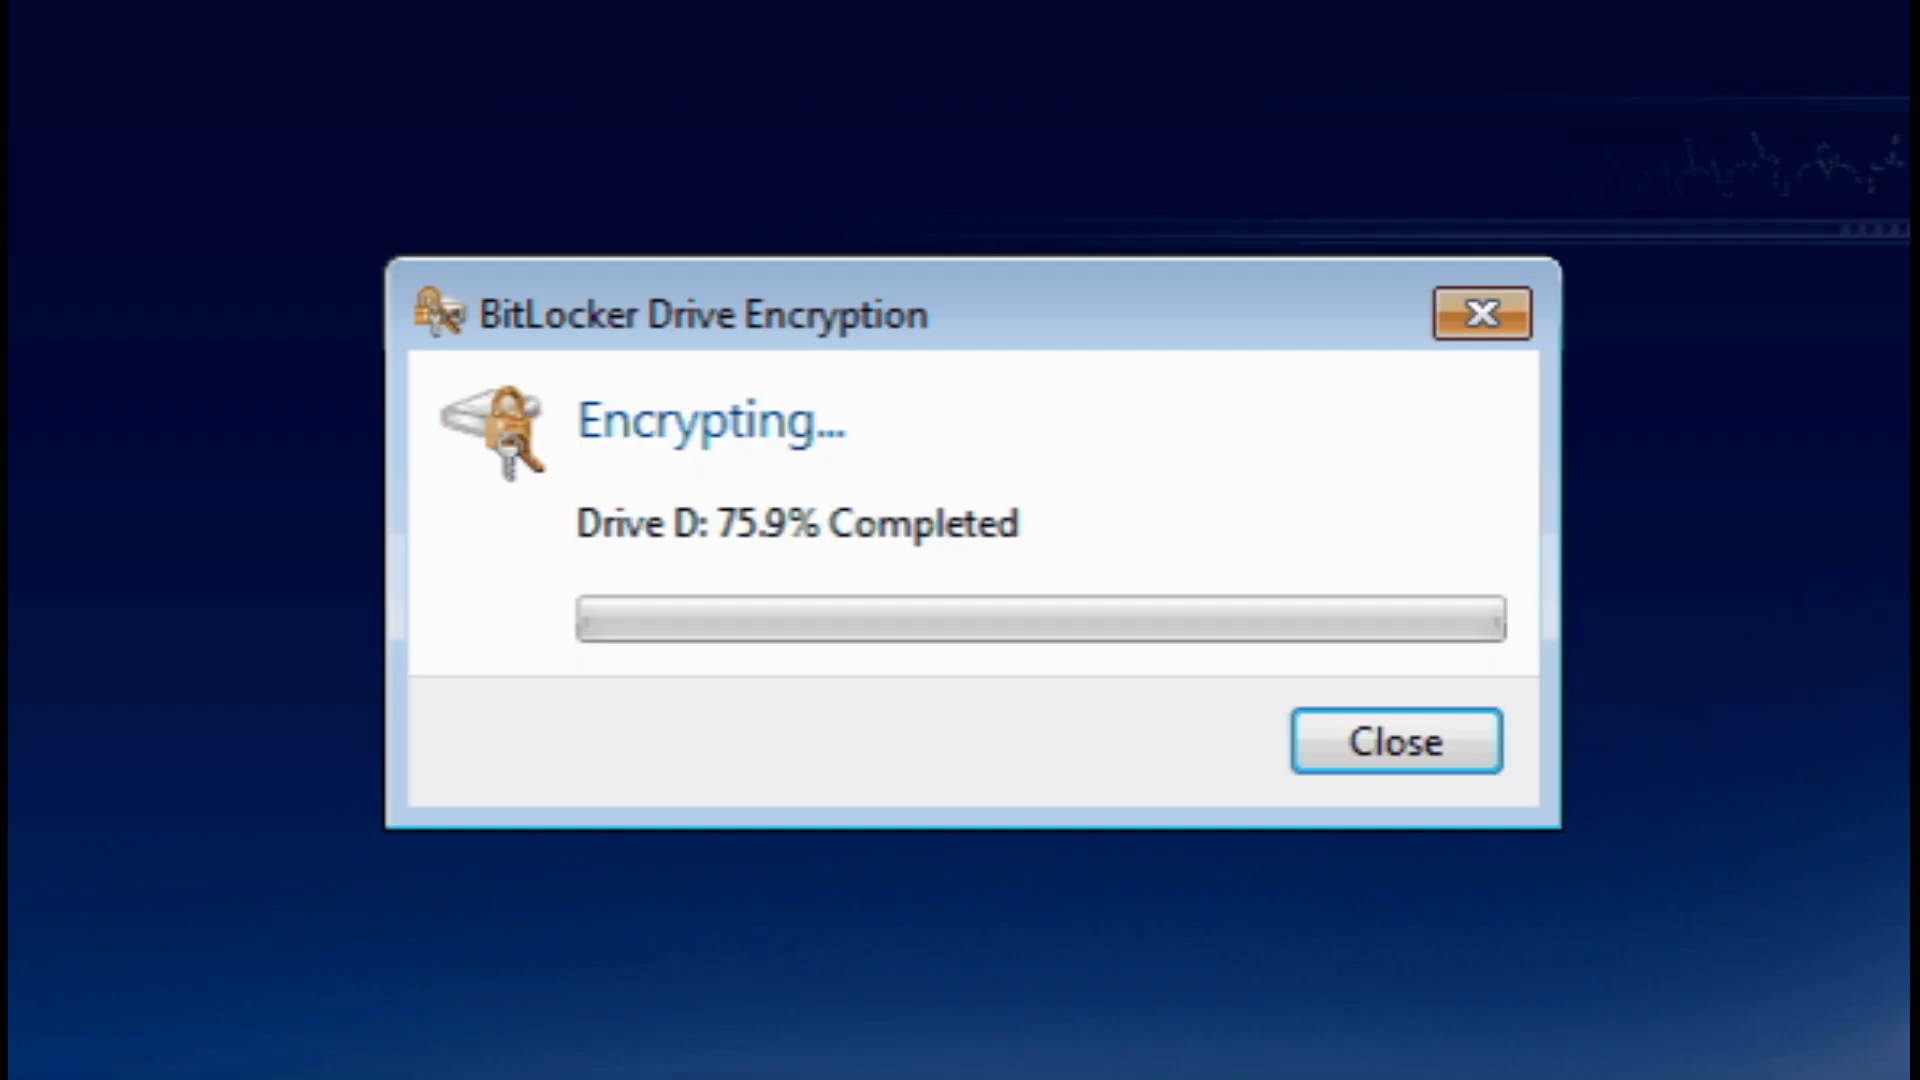 BitLocker Drive Encryption
Encrypting...
Drive D: 75.9% Completed
Close